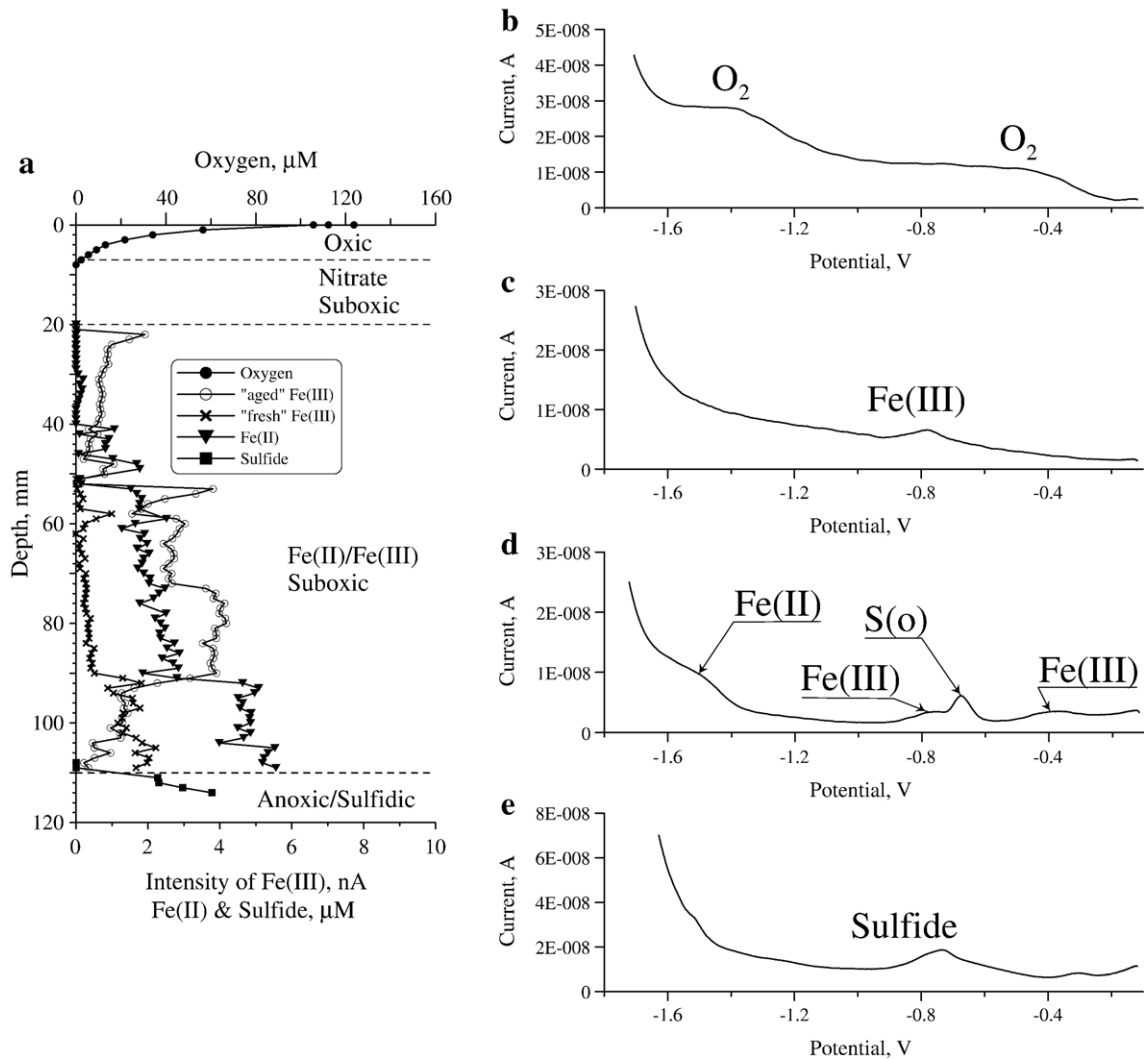 a
Oxygen, µM
0 40 80 120 160
0
20
40
60
80
100
120
Depth, mm
Oxic
Nitrate
Suboxic
Oxygen
"aged" Fe(III)
"fresh" Fe(III)
Fe(II)
Sulfide
Fe(II)/Fe(III)
Suboxic
Anoxic/Sulfidic
0 2 4 6 8 10
Intensity of Fe(III), nA
Fe(II) & Sulfide, µM
b
5E-008
4E-008
3E-008
2E-008
1E-008
0
Current, A
O2
O2
-1.6 -1.2 -0.8 -0.4
Potential, V
c
3E-008
2E-008
1E-008
0
Current, A
Fe(III)
-1.6 -1.2 -0.8 -0.4
Potential, V
d
3E-008
2E-008
1E-008
0
Current, A
Fe(II)
S(o)
Fe(III)
Fe(III)
-1.6 -1.2 -0.8 -0.4
Potential, V
e
8E-008
6E-008
4E-008
2E-008
0
Current, A
Sulfide
-1.6 -1.2 -0.8 -0.4
Potential, V